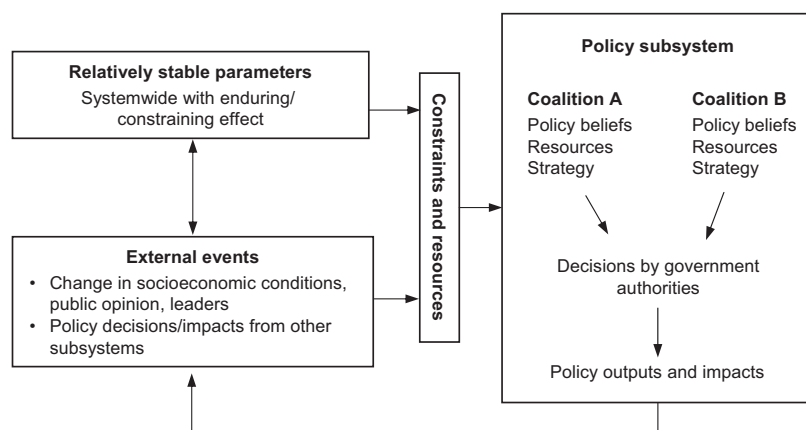 Relatively stable parameters
Systemwide with enduring/
constraining effect
External events
• Change in socioeconomic conditions,
public opinion, leaders
• Policy decisions/impacts from other
subsystems
Constraints and resources
Policy subsystem
Coalition A
Policy beliefs
Resources
Strategy
Coalition B
Policy beliefs
Resources
Strategy
Decisions by government
authorities
Policy outputs and impacts